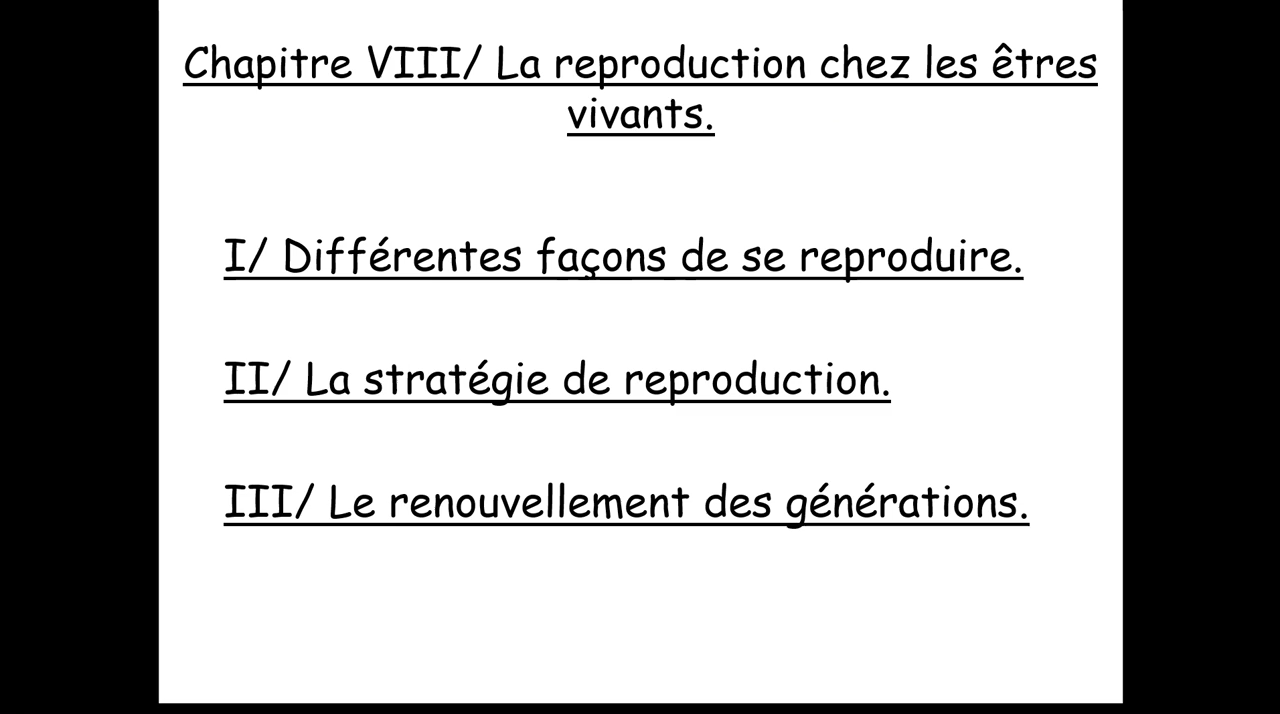 Chapitre VIII/ La reproduction chez les êtres
vivants.
I/ Différentes façons de se reproduire.
II/ La stratégie de reproduction.
III/ Le renouvellement des générations.